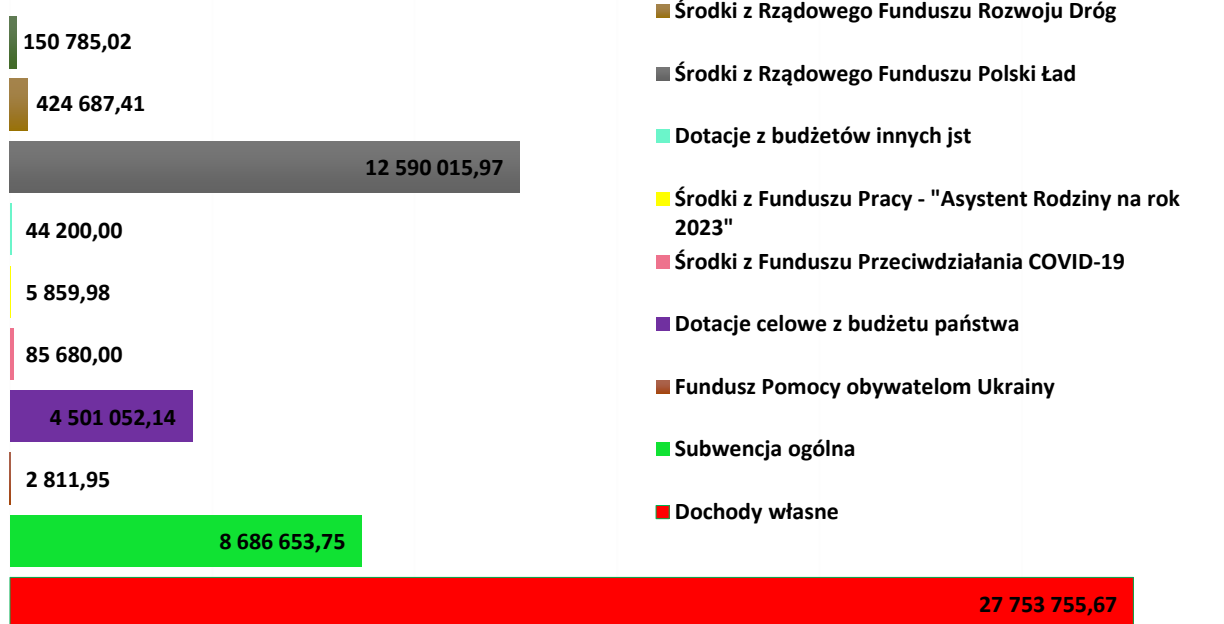 Środki z Rządowego Funduszu Rozwoju Dróg
150 785,02
Środki z Rządowego Funduszu Polski Ład
424 687,41
Dotacje z budżetów innych jst
12 590 015,97
Środki z Funduszu Pracy - "Asystent Rodziny na rok
2023"
44 200,00
Środki z Funduszu Przeciwdziałania COVID-19
5 859,98
Dotacje celowe z budżetu państwa
85 680,00
Fundusz Pomocy obywatelom Ukrainy
4 501 052,14
Subwencja ogólna
2 811,95
Dochody własne
8 686 653,75
27 753 755,67